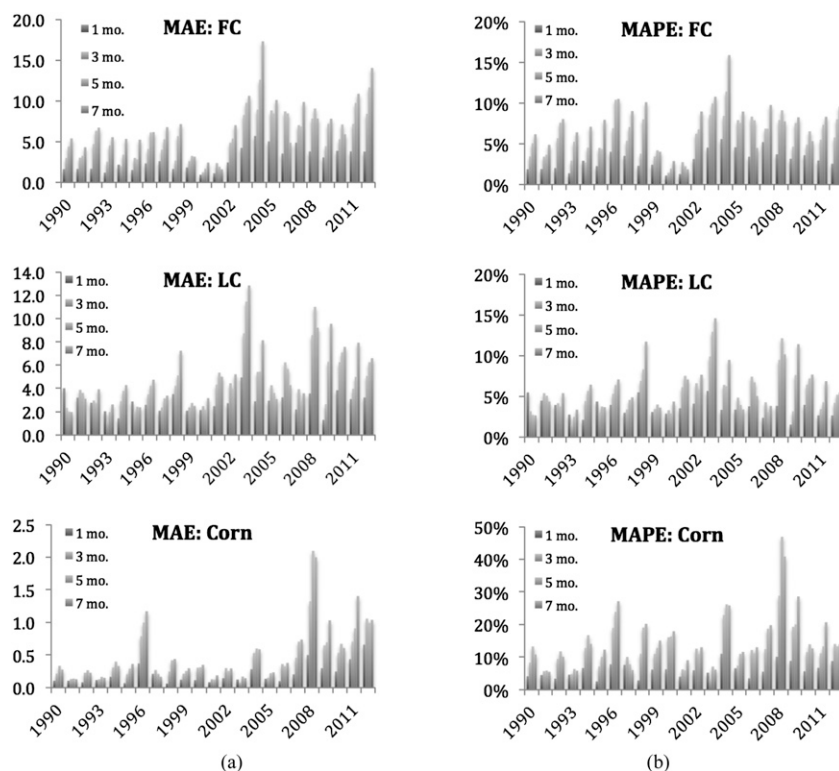 MAE: FC
20.0
15.0
10.0
5.0
0.0
1 mo.
3 mo.
5 mo.
7 mo.
1990
1993
1996
1999
2002
2005
2008
2011
MAPE: FC
20%
15%
10%
5%
0%
1 mo.
3 mo.
5 mo.
7 mo.
1990
1993
1996
1999
2002
2005
2008
2011
MAE: LC
14.0
12.0
10.0
8.0
6.0
4.0
2.0
0.0
1 mo.
3 mo.
5 mo.
7 mo.
1990
1993
1996
1999
2002
2005
2008
2011
MAPE: LC
20%
15%
10%
5%
0%
1 mo.
3 mo.
5 mo.
7 mo.
1990
1993
1996
1999
2002
2005
2008
2011
MAE: Corn
2.5
2.0
1.5
1.0
0.5
0.0
1 mo.
3 mo.
5 mo.
7 mo.
1990
1993
1996
1999
2002
2005
2008
2011
MAPE: Corn
50%
40%
30%
20%
10%
0%
1 mo.
3 mo.
5 mo.
7 mo.
1990
1993
1996
1999
2002
2005
2008
2011
(a)
(b)